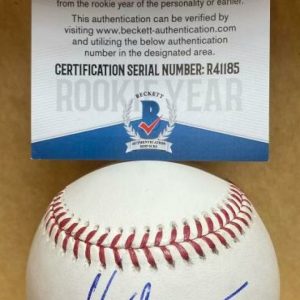 from the rookie year of the personality or earlier.
This authentication can be verified by
visiting www.beckett-authentication.com
and utilizing the below authentication
number in the designated area.
CERTIFICATION SERIAL NUMBER: R41185
ROOKIE YEAR
BECKETT
AUTHENTICATION